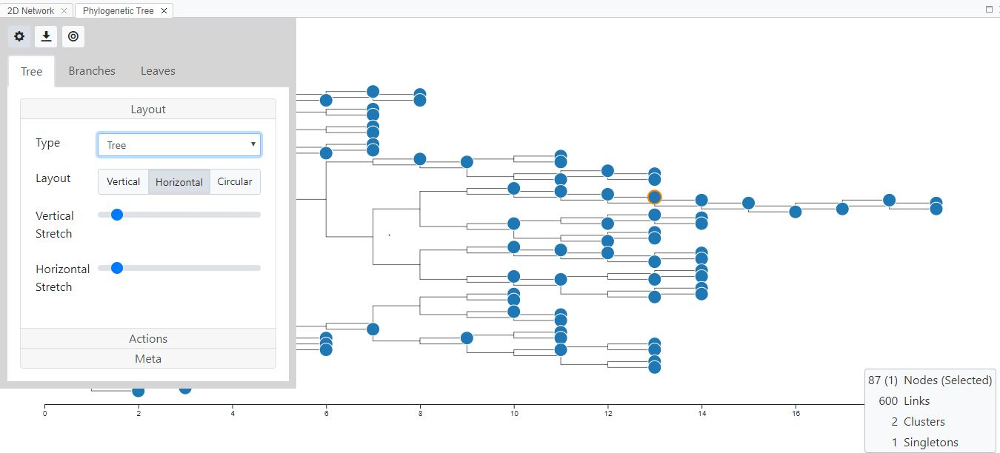 2D Network
Phylogenetic Tree
Tree Branches Leaves
Layout
Type Tree
Layout Vertical Horizontal Circular
Vertical
Stretch
Horizontal
Stretch
Actions
Meta
0 2 4 6 8 10 12 14 16
87 (1) Nodes (Selected)
600 Links
2 Clusters
1 Singletons